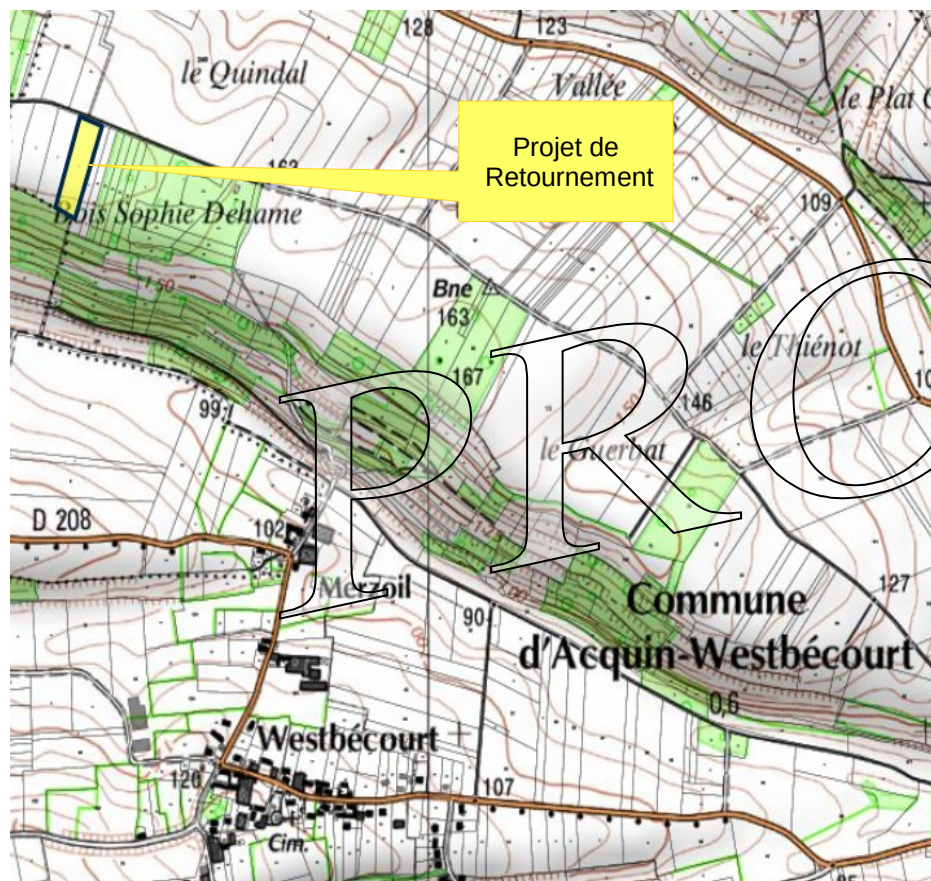 128
123
le Quindal
Vallée
le Plat
Projet de
Retournement
162
109
Bois Sophie Dehame
150
Bne
163
le Thiénot
167
150
146
99
le Guerbat
PRO
D 208
102
127
Merzoil
90
Commune
d'Acquin-Westbécourt
0,6
Westbécourt
120
107
Cim.